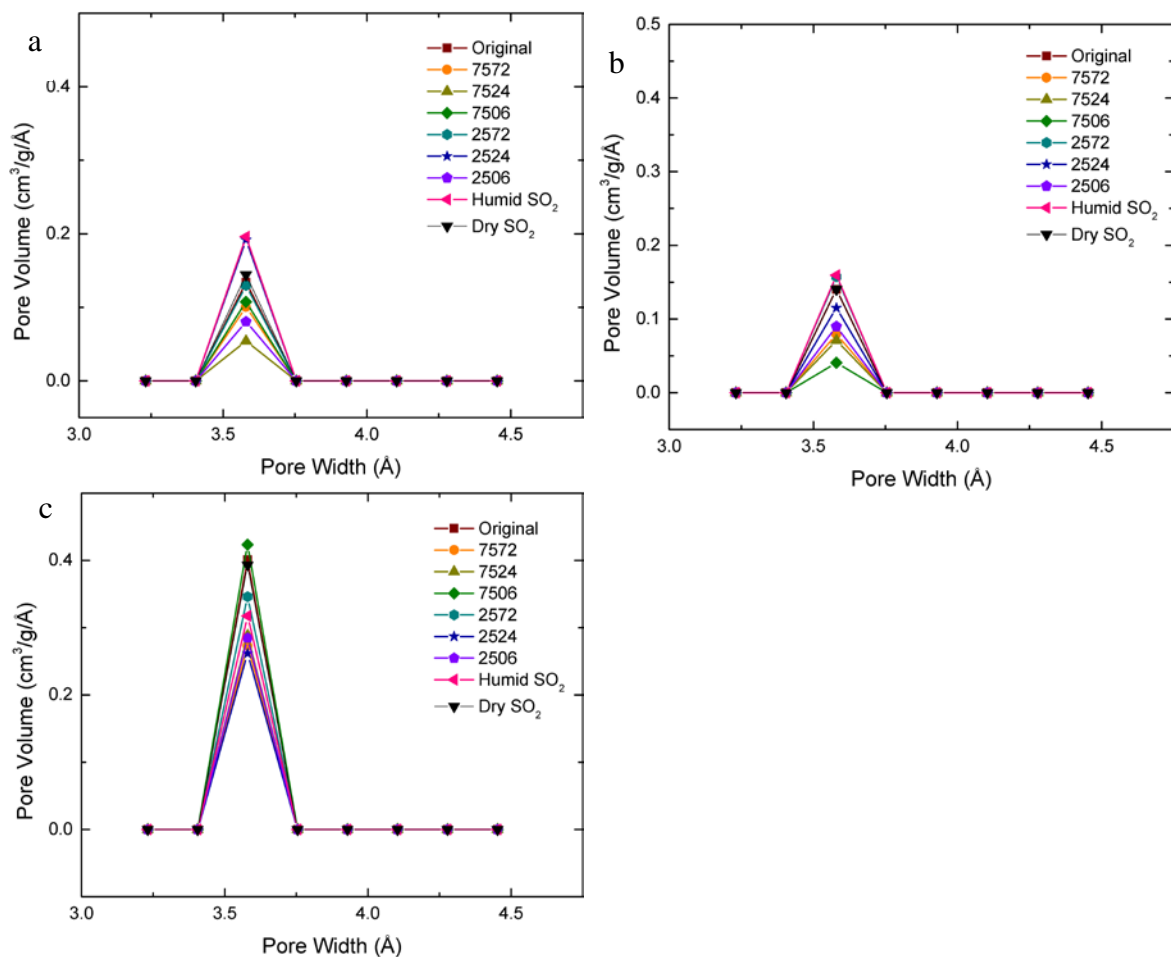 a
Original
7572
7524
7506
2572
2524
2506
Humid SO₂
Dry SO₂
0.4
0.2
0.0
Pore Volume (cm³/g/Å)
3.0 3.5 4.0 4.5
Pore Width (Å)
b
Original
7572
7524
7506
2572
2524
2506
Humid SO₂
Dry SO₂
0.5
0.4
0.3
0.2
0.1
0.0
Pore Volume (cm³/g/Å)
3.0 3.5 4.0 4.5
Pore Width (Å)
c
Original
7572
7524
7506
2572
2524
2506
Humid SO₂
Dry SO₂
0.4
0.2
0.0
Pore Volume (cm³/g/Å)
3.0 3.5 4.0 4.5
Pore Width (Å)